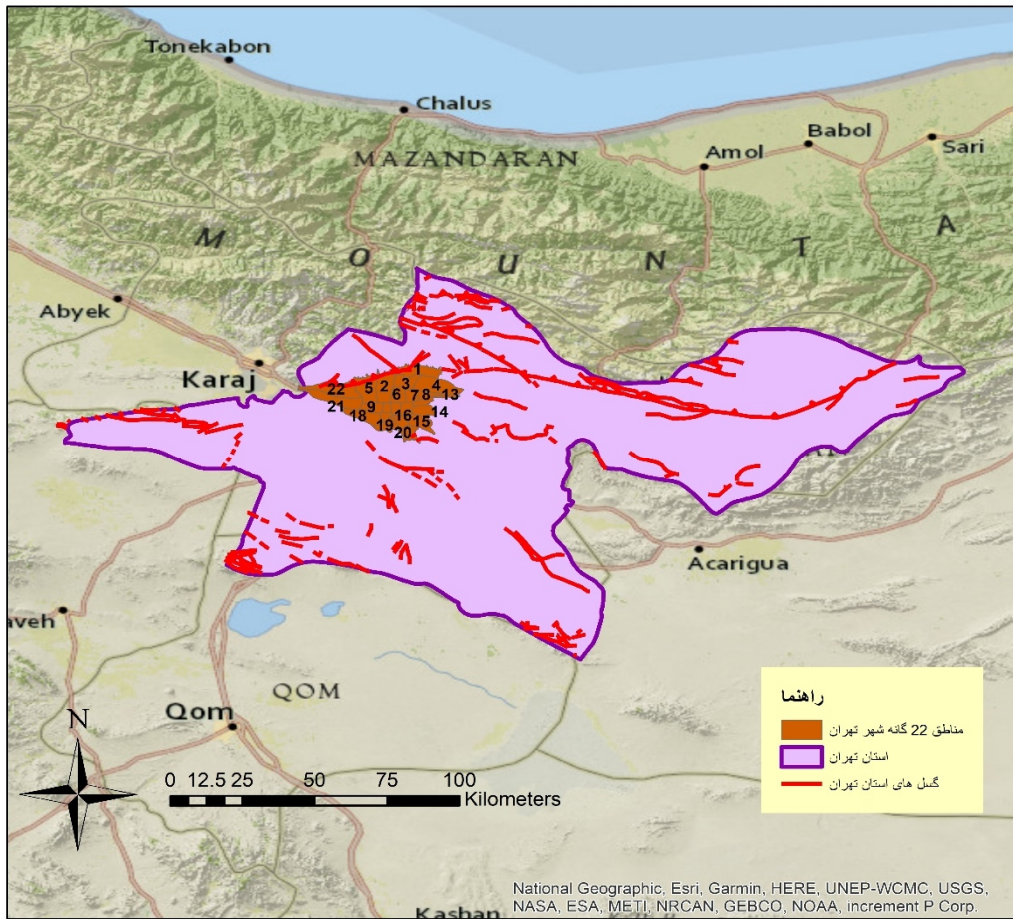 Tonekabon
Chalus
Babol
Sari
MAZANDARAN
Amol
M O U N T A
Abyek
Karaj
1
22 5 2 3 4
6 7 8 13
21 9
18 16 14
19 15
20
Acarigua
aveh
QOM
Qom
N
0 12.5 25 50 75 100
Kilometers
راهنما
مناطق 22 گانه شهر تهران
استان تهران
گسل های استان تهران
National Geographic, Esri, Garmin, HERE, UNEP-WCMC, USGS,
NASA, ESA, METI, NRCAN, GEBCO, NOAA, increment P Corp.
Kashan